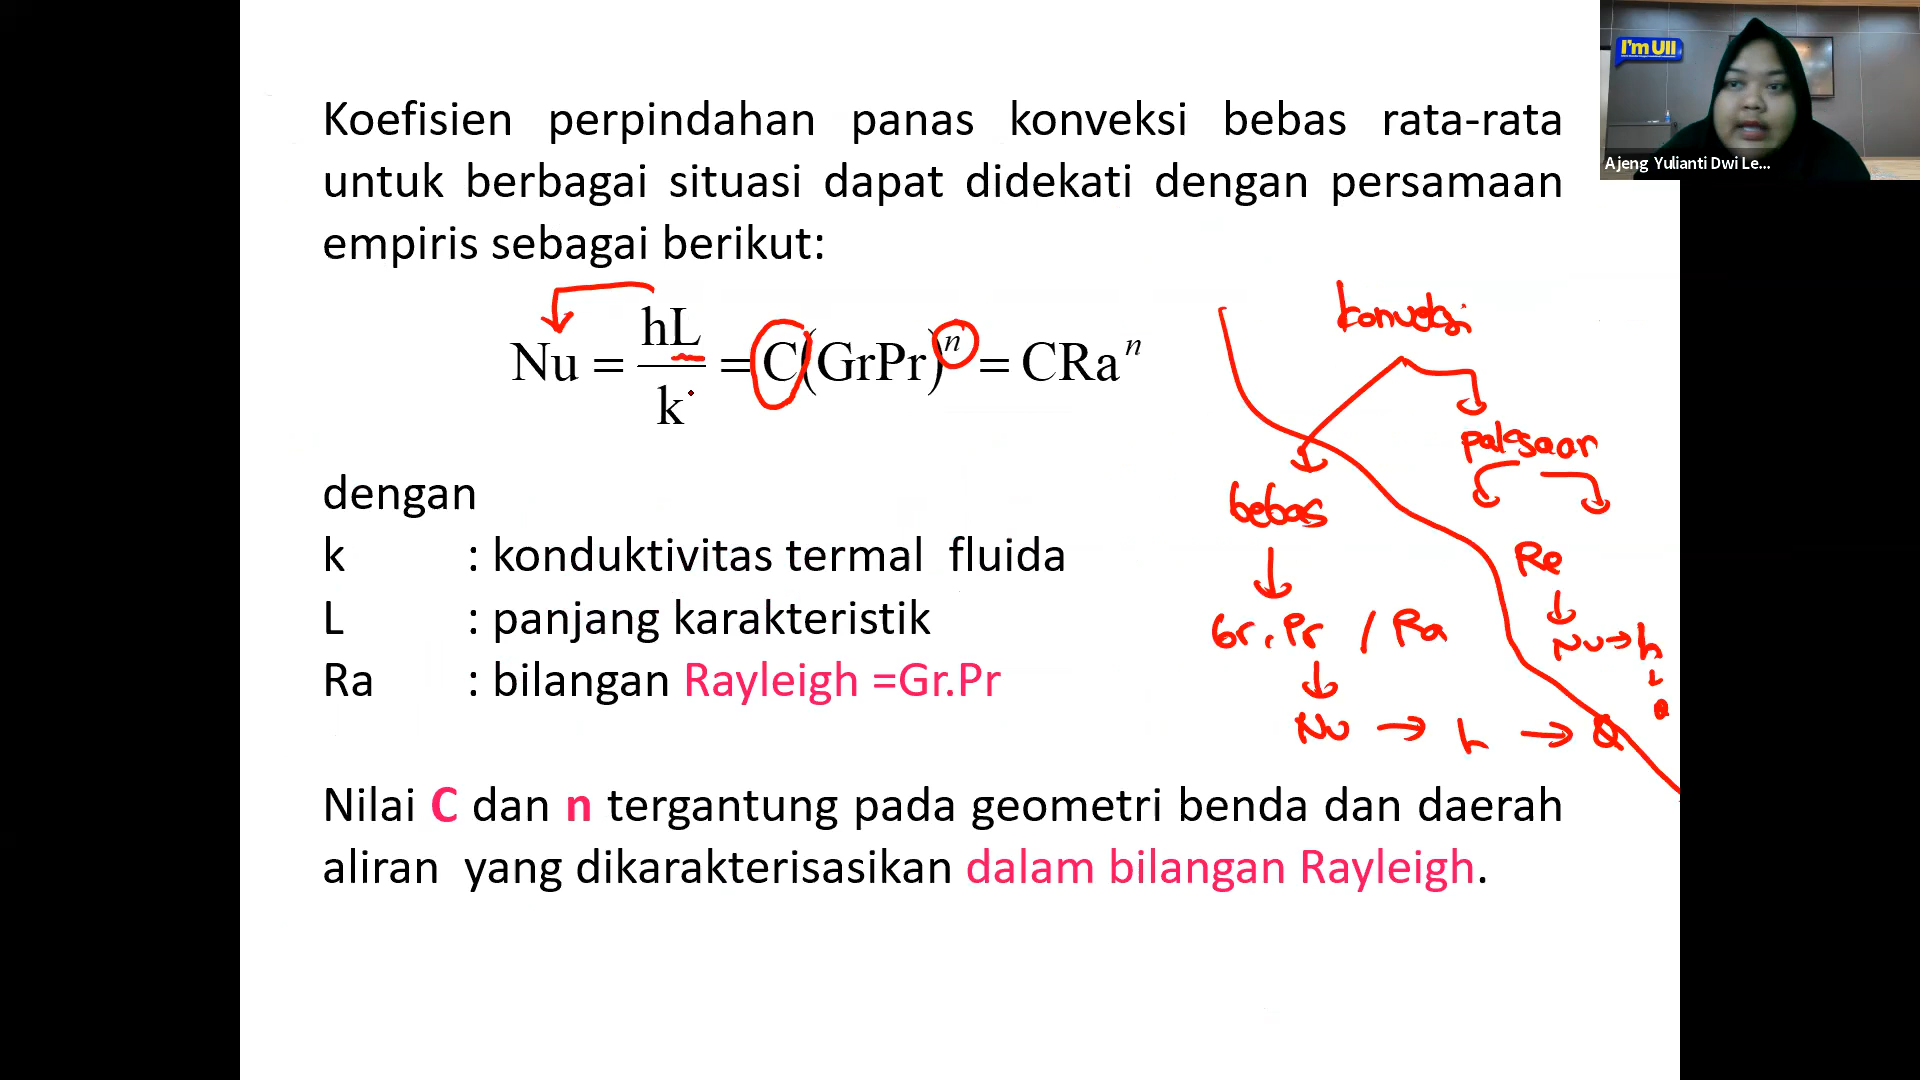 I'm UII
Ajeng Yulianti Dwi Le...
Koefisien perpindahan panas konveksi bebas rata-rata
untuk berbagai situasi dapat didekati dengan persamaan
empiris sebagai berikut:
Nu = hL/k = C(GrPr)^n = CRa^n
dengan
k : konduktivitas termal fluida
L : panjang karakteristik
Ra : bilangan Rayleigh =Gr.Pr
Nilai C dan n tergantung pada geometri benda dan daerah
aliran yang dikarakterisasikan dalam bilangan Rayleigh.
konveksi
paksaan
bebas
Re
Gr.Pr / Ra
Nu → h
Nu → h → Q